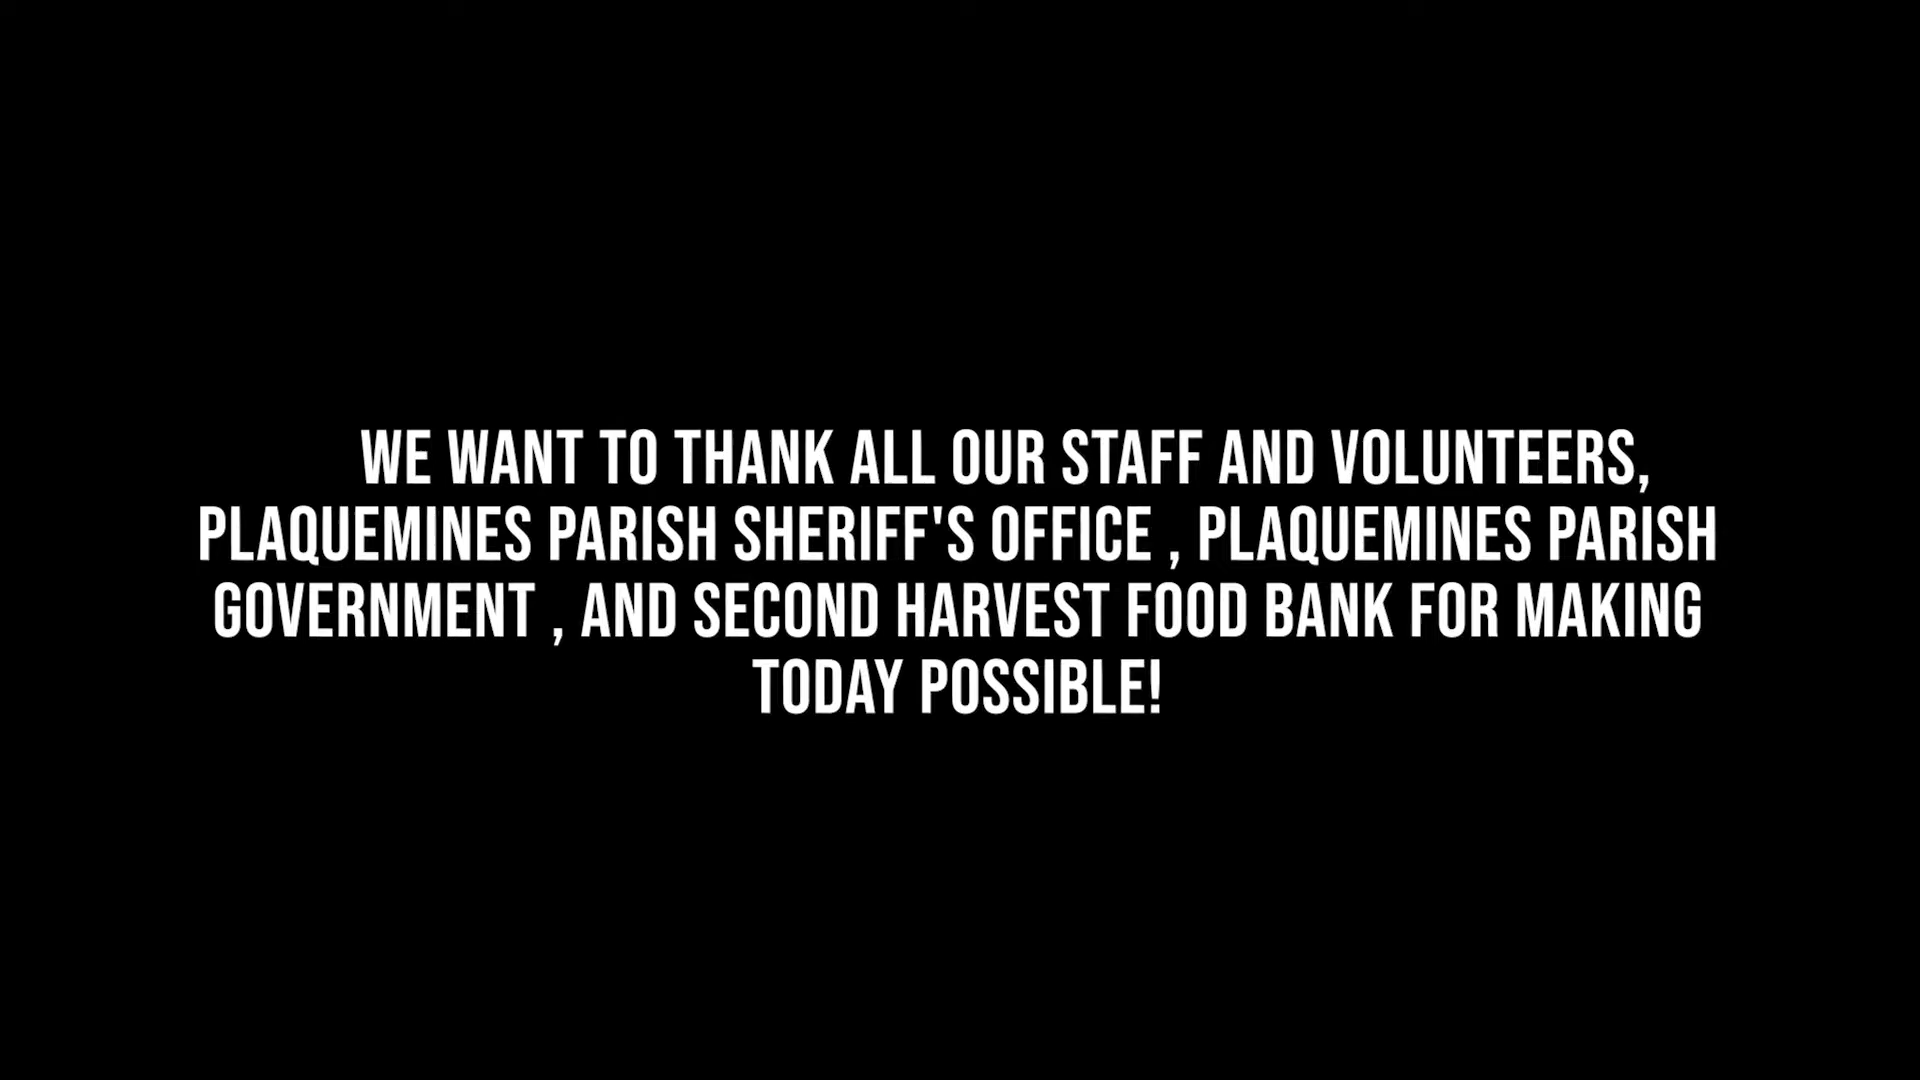 WE WANT TO THANK ALL OUR STAFF AND VOLUNTEERS,
PLAQUEMINES PARISH SHERIFF'S OFFICE , PLAQUEMINES PARISH
GOVERNMENT , AND SECOND HARVEST FOOD BANK FOR MAKING
TODAY POSSIBLE!